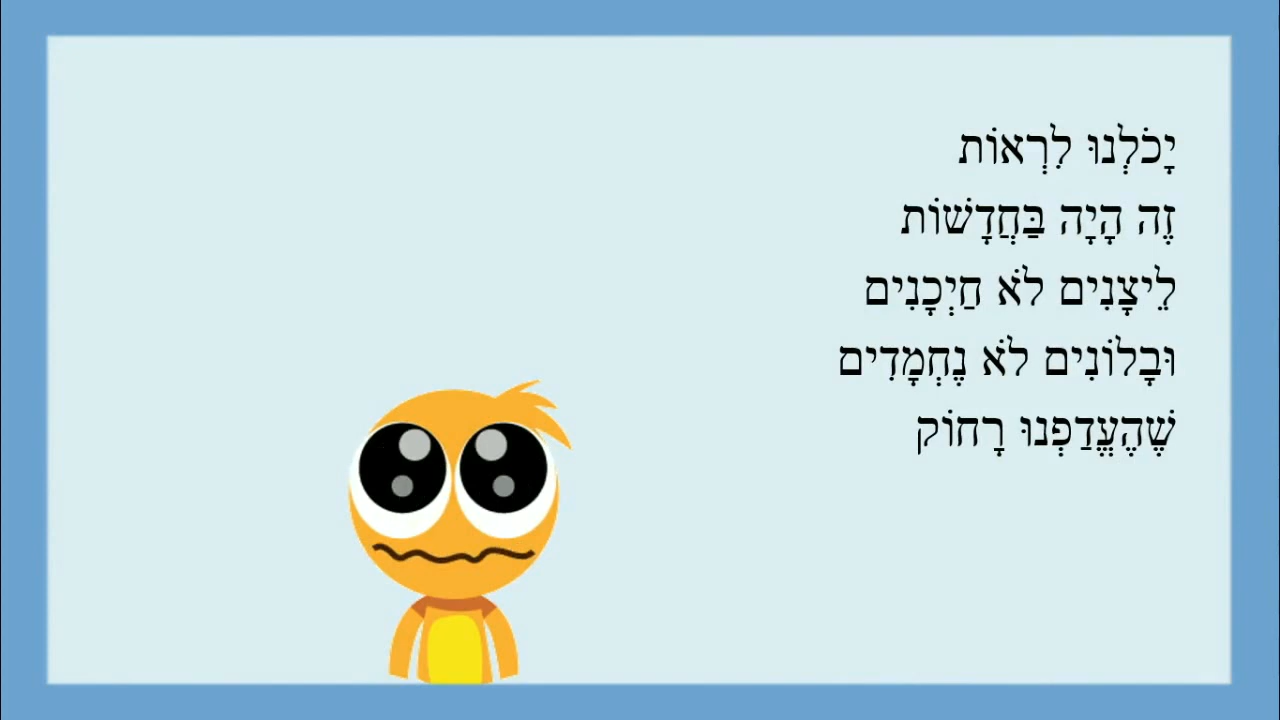 יָכֹלְנוּ לִרְאוֹת
זֶה הָיָה בַּחֲדָשׁוֹת
לֵיצָנִים לֹא חַיְכָנִים
וּבָלוֹנִים לֹא נֶחְמָדִים
שֶׁהֶעֱדַפְנוּ רָחוֹק